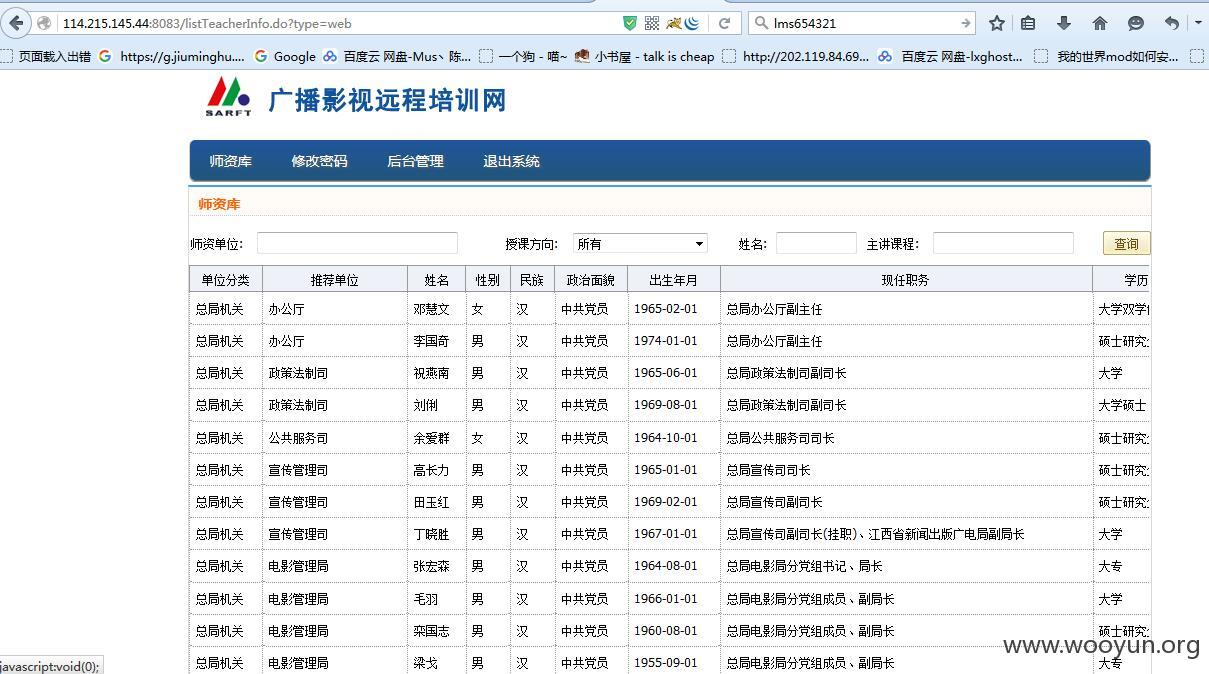 114.215.145.44:8083/listTeacherInfo.do?type=web lms654321
页面载入出错 https://g.jiuminghu.... Google 百度云 网盘-Mus丶陈... 一个狗 - 喵~ 小书屋 - talk is cheap http://202.119.84.69... 百度云 网盘-lxghost... 我的世界mod如何安...
SARFT 广播影视远程培训网
师资库 修改密码 后台管理 退出系统
师资库
师资单位: 授课方向: 所有 姓名: 主讲课程: 查询
单位分类 推荐单位 姓名 性别 民族 政治面貌 出生年月 现任职务 学历
总局机关 办公厅 邓慧文 女 汉 中共党员 1965-02-01 总局办公厅副主任 大学双学
总局机关 办公厅 李国奇 男 汉 中共党员 1974-01-01 总局办公厅副主任 硕士研究
总局机关 政策法制司 祝燕南 男 汉 中共党员 1965-06-01 总局政策法制司副司长 大学
总局机关 政策法制司 刘俐 男 汉 中共党员 1969-08-01 总局政策法制司副司长 大学硕士
总局机关 公共服务司 余爱群 女 汉 中共党员 1964-10-01 总局公共服务司司长 硕士研究
总局机关 宣传管理司 高长力 男 汉 中共党员 1965-01-01 总局宣传司司长 硕士研究
总局机关 宣传管理司 田玉红 男 汉 中共党员 1969-02-01 总局宣传司副司长 硕士研究
总局机关 宣传管理司 丁晓胜 男 汉 中共党员 1967-01-01 总局宣传司副司长(挂职)、江西省新闻出版广电局副局长 大学
总局机关 电影管理局 张宏森 男 汉 中共党员 1964-08-01 总局电影局分党组书记、局长 大专
总局机关 电影管理局 毛羽 男 汉 中共党员 1966-01-01 总局电影局分党组成员、副局长 大学
总局机关 电影管理局 栾国志 男 汉 中共党员 1960-08-01 总局电影局分党组成员、副局长 硕士研究
总局机关 电影管理局 梁戈 男 汉 中共党员 1955-09-01 总局电影局分党组成员、副局长 大专
www.wooyun.org
javascript:void(0);